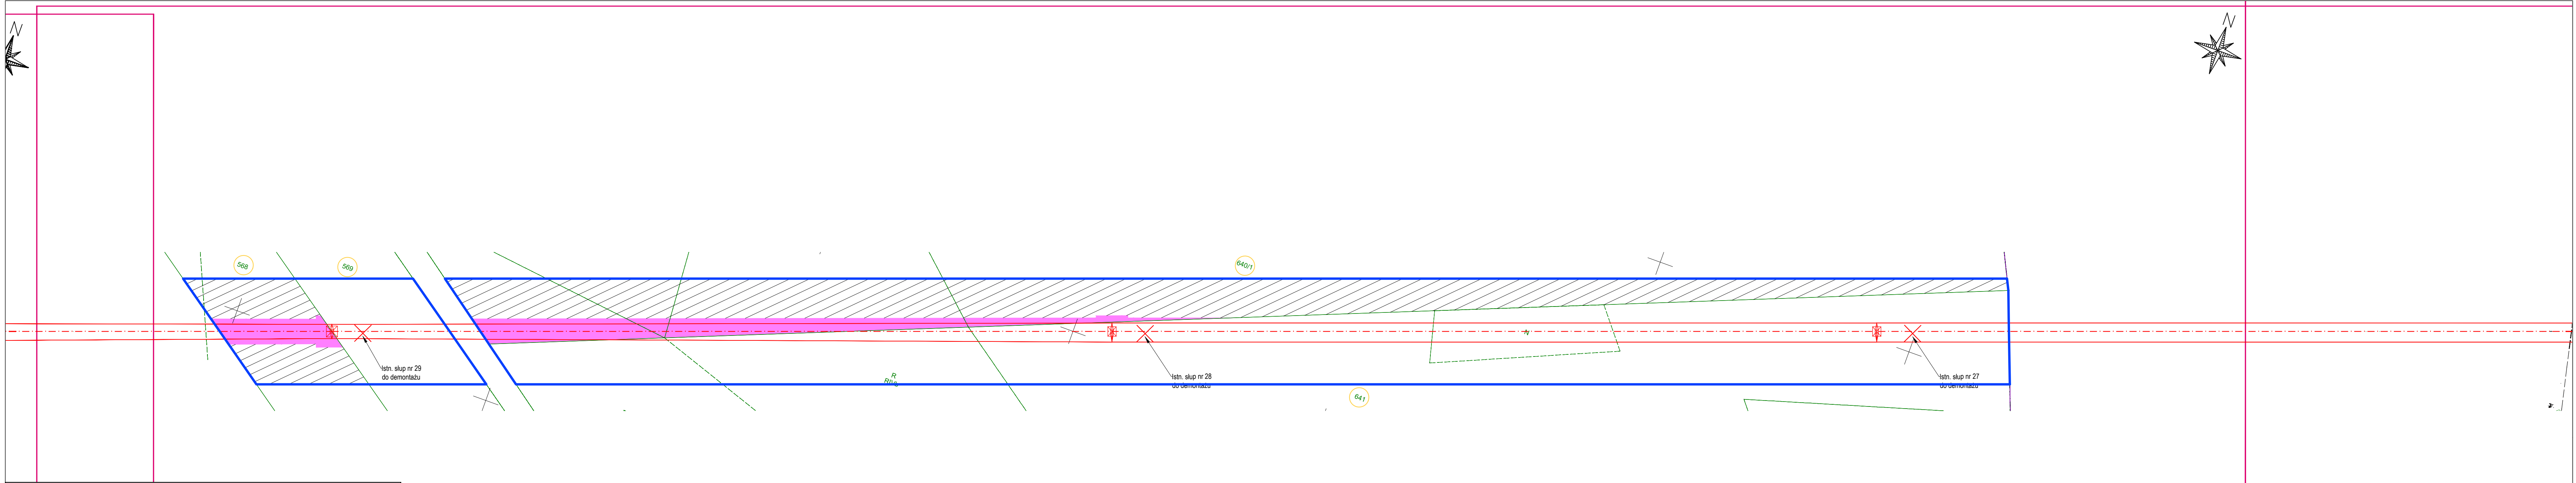 N
N
568
569
640/1
Istn. słup nr 29
do demontażu
R
Istn. słup nr 28
do demontażu
Istn. słup nr 27
do demontażu
641